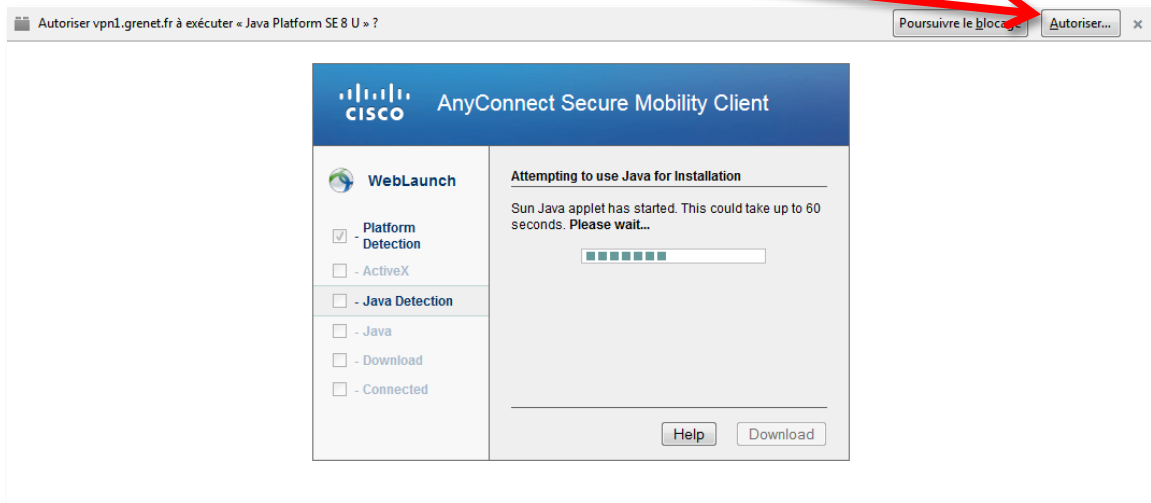 Autoriser vpn1.grenet.fr à exécuter « Java Platform SE 8 U » ?
Poursuivre le blocage
Autoriser...
CISCO
AnyConnect Secure Mobility Client
WebLaunch
- Platform
Detection
- ActiveX
- Java Detection
- Java
- Download
- Connected
Attempting to use Java for Installation
Sun Java applet has started. This could take up to 60
seconds. Please wait...
Help
Download